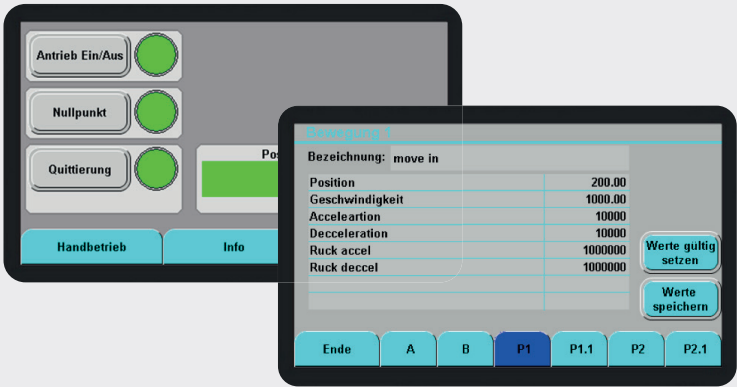 Antrieb Ein/Aus
Nullpunkt
Quittierung
Pos
Handbetrieb
Info
Bewegung 1
Bezeichnung: move in
Position 200.00
Geschwindigkeit 1000.00
Acceleartion 10000
Decceleration 10000
Ruck accel 1000000
Ruck deccel 1000000
Werte gültig
setzen
Werte
speichern
Ende A B P1 P1.1 P2 P2.1